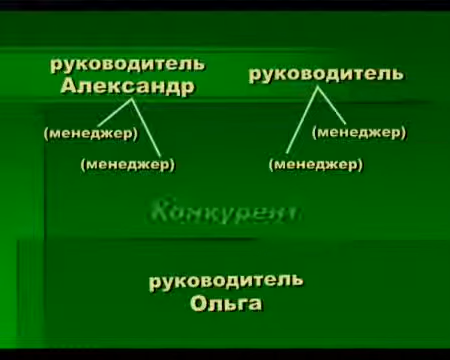 руководитель
Александр
руководитель
(менеджер)
(менеджер)
(менеджер)
(менеджер)
Конкурент
руководитель
Ольга